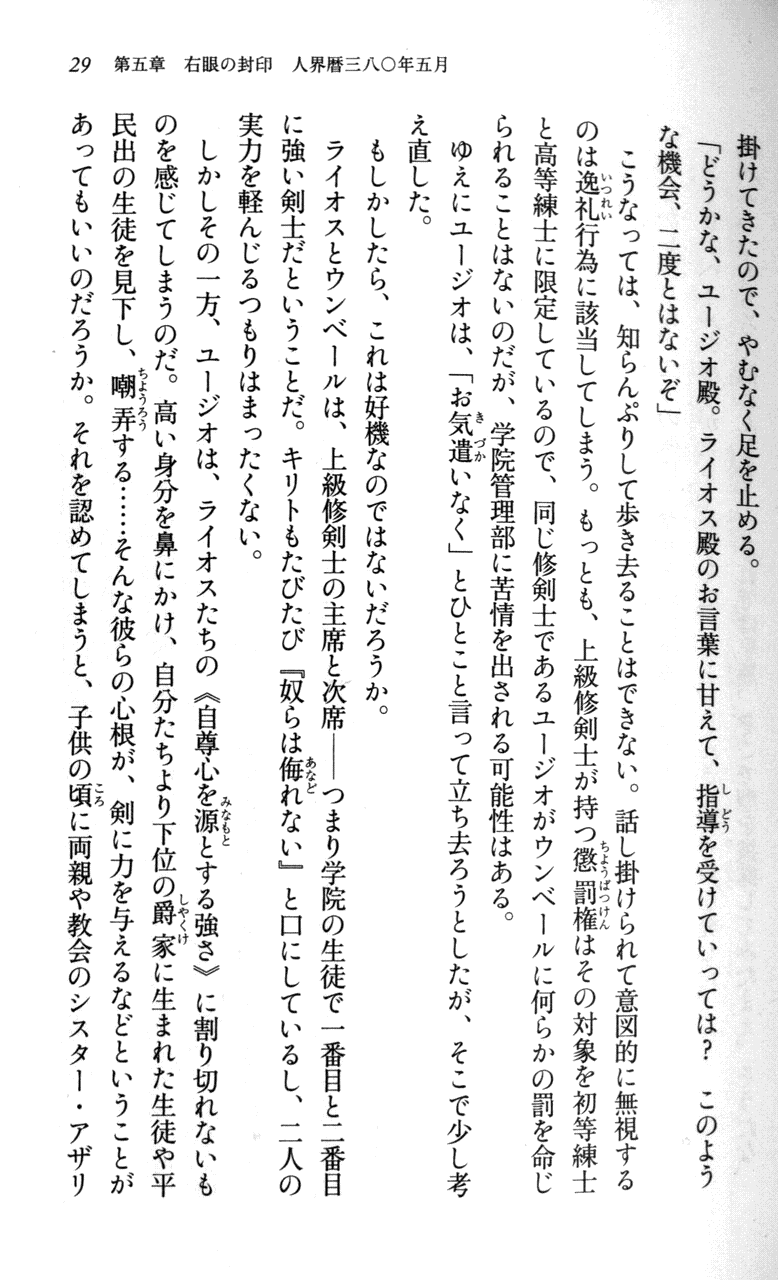 29　第五章　右眼の封印　人界暦三八〇年五月
掛けてきたので、やむなく足を止める。
「どうかな、ユージオ殿。ライオス殿のお言葉に甘えて、指導を受けていっては？　このよう
な機会、二度とはないぞ」
　こうなっては、知らんぷりして歩き去ることはできない。話し掛けられて意図的に無視する
のは逸礼行為に該当してしまう。もっとも、上級修剣士が持つ懲罰権はその対象を初等練士
と高等練士に限定しているので、同じ修剣士であるユージオがウンベールに何らかの罰を命じ
られることはないのだが、学院管理部に苦情を出される可能性はある。
　ゆえにユージオは、「お気遣いなく」とひとこと言って立ち去ろうとしたが、そこで少し考
え直した。
　もしかしたら、これは好機なのではないだろうか。
　ライオスとウンベールは、上級修剣士の主席と次席――つまり学院の生徒で一番目と二番目
に強い剣士だということだ。キリトもたびたび『奴らは侮れない』と口にしているし、二人の
実力を軽んじるつもりはまったくない。
　しかしその一方、ユージオは、ライオスたちの《自尊心を源とする強さ》に割り切れないも
のを感じてしまうのだ。高い身分を鼻にかけ、自分たちより下位の爵家に生まれた生徒や平
民出の生徒を見下し、嘲弄する……そんな彼らの心根が、剣に力を与えるなどということが
あってもいいのだろうか。それを認めてしまうと、子供の頃に両親や教会のシスター・アザリ